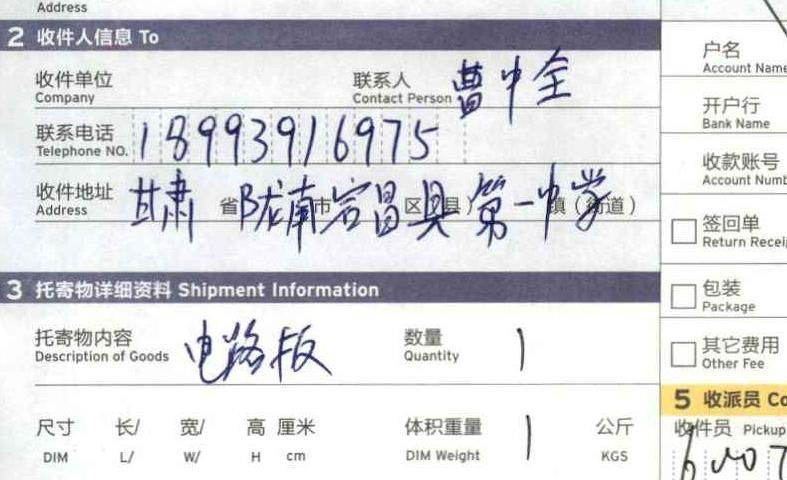 Address
2 收件人信息 To
收件单位 联系人 曹中全
Company Contact Person
联系电话 18993916975
Telephone NO.
收件地址 甘肃 省 陇南 市 宕昌县 区(县) 第一中学 镇(街道)
Address
3 托寄物详细资料 Shipment Information
托寄物内容 电路板 数量 1
Description of Goods Quantity
尺寸 长/ 宽/ 高 厘米 体积重量 1 公斤
DIM L/ W/ H cm DIM Weight KGS
户名
Account Name
开户行
Bank Name
收款账号
Account Numb
签回单
Return Recei
包装
Package
其它费用
Other Fee
5 收派员 Co
收件员 Pickup